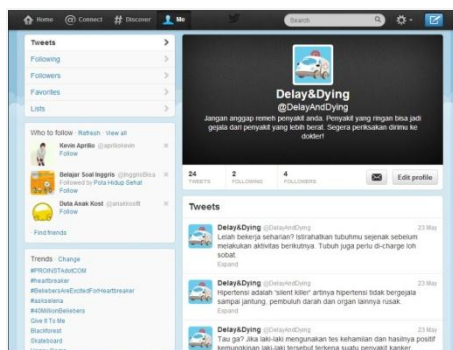 Home
@ Connect
# Discover
Me
Search
Tweets
Following
Followers
Favorites
Lists
Who to follow · Refresh · View all
Kevin Aprilio @aprilio​kevin
Follow
Belajar Soal Inggris @InggrisBica
Followed by Pola Hidup Sehat
Follow
Duta Anak Kost
Follow
Find friends
Trends · Change
#heartbreaker
#BeliebersAreExcitedForHeartbreaker
#askselena
#40MillionBeliebers
Give It To Me
Blackforest
Skateboard
Delay&Dying
@DelayAndDying
Jangan anggap remeh penyakit anda. Penyakit yang ringan bisa jadi
gejala dari penyakit yang lebih berat. Segera periksakan dirimu ke
dokter!
24
TWEETS
2
FOLLOWING
4
FOLLOWERS
Edit profile
Tweets
Delay&Dying @DelayAndDying
23 May
Lelah bekerja seharian? Istirahatkan tubuhmu sejenak sebelum
melakukan aktivitas berikutnya. Tubuh juga perlu di-charge loh
sobat
Expand
Delay&Dying @DelayAndDying
23 May
Hipertensi adalah 'silent killer' artinya hipertensi tidak bergejala
sampai jantung, pembuluh darah dan organ lainnya rusak.
Expand
Delay&Dying @DelayAndDying
23 May
Tau ga? Jika laki-laki mengunakan tes kehamilan dan hasilnya positif
kemungkinan laki-laki tersebut terkena suatu penyakit kanker